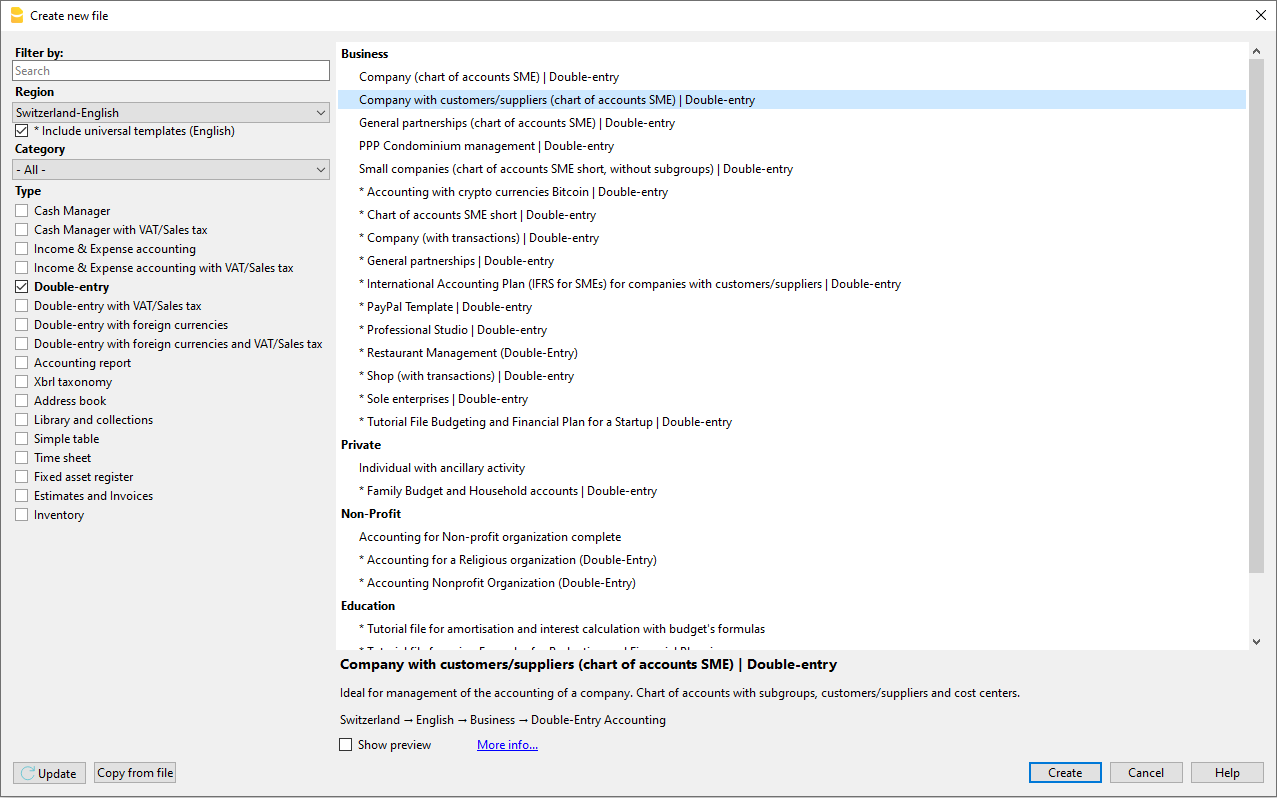 Create new file
Filter by:
Search
Region
Switzerland-English
* Include universal templates (English)
Category
- All -
Type
Cash Manager
Cash Manager with VAT/Sales tax
Income & Expense accounting
Income & Expense accounting with VAT/Sales tax
Double-entry
Double-entry with VAT/Sales tax
Double-entry with foreign currencies
Double-entry with foreign currencies and VAT/Sales tax
Accounting report
Xbrl taxonomy
Address book
Library and collections
Simple table
Time sheet
Fixed asset register
Estimates and Invoices
Inventory
Business
Company (chart of accounts SME) | Double-entry
Company with customers/suppliers (chart of accounts SME) | Double-entry
General partnerships (chart of accounts SME) | Double-entry
PPP Condominium management | Double-entry
Small companies (chart of accounts SME short, without subgroups) | Double-entry
* Accounting with crypto currencies Bitcoin | Double-entry
* Chart of accounts SME short | Double-entry
* Company (with transactions) | Double-entry
* General partnerships | Double-entry
* International Accounting Plan (IFRS for SMEs) for companies with customers/suppliers | Double-entry
* PayPal Template | Double-entry
* Professional Studio | Double-entry
* Restaurant Management (Double-Entry)
* Shop (with transactions) | Double-entry
* Sole enterprises | Double-entry
* Tutorial File Budgeting and Financial Plan for a Startup | Double-entry
Private
Individual with ancillary activity
* Family Budget and Household accounts | Double-entry
Non-Profit
Accounting for Non-profit organization complete
* Accounting for a Religious organization (Double-Entry)
* Accounting Nonprofit Organization (Double-Entry)
Education
* Tutorial file for amortisation and interest calculation with budget's formulas
Company with customers/suppliers (chart of accounts SME) | Double-entry
Ideal for management of the accounting of a company. Chart of accounts with subgroups, customers/suppliers and cost centers.
Switzerland → English → Business → Double-Entry Accounting
Show preview More info...
Update Copy from file Create Cancel Help